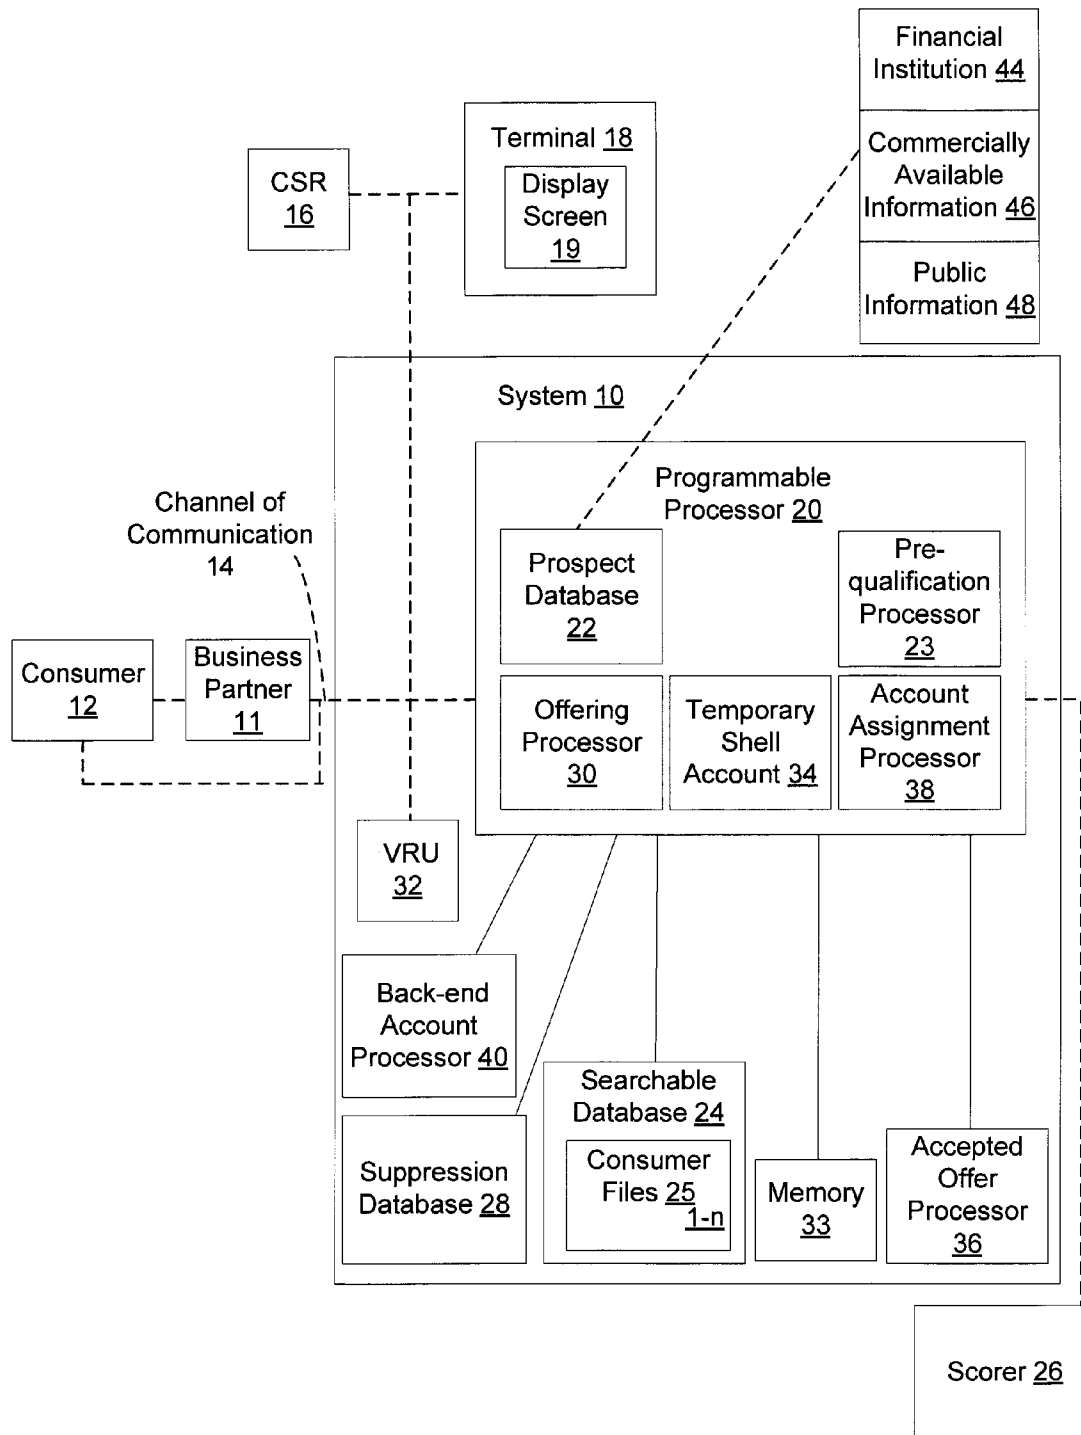 Financial
Institution 44
Commercially
Available
Information 46
Public
Information 48
Terminal 18
Display
Screen
19
CSR
16
System 10
Programmable
Processor 20
Channel of
Communication
14
Prospect
Database
22
Pre-
qualification
Processor
23
Consumer
12
Business
Partner
11
Offering
Processor
30
Temporary
Shell
Account 34
Account
Assignment
Processor
38
VRU
32
Back-end
Account
Processor 40
Searchable
Database 24
Consumer
Files 25
1-n
Suppression
Database 28
Memory
33
Accepted
Offer
Processor
36
Scorer 26